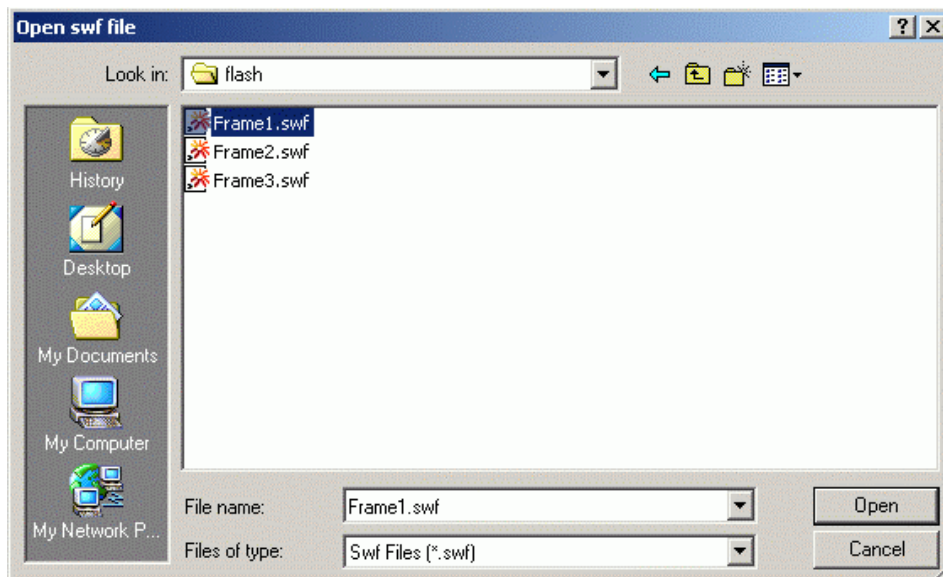 Open swf file
Look in: flash
Frame1.swf
Frame2.swf
Frame3.swf
History
Desktop
My Documents
My Computer
My Network P...
File name: Frame1.swf Open
Files of type: Swf Files (*.swf) Cancel